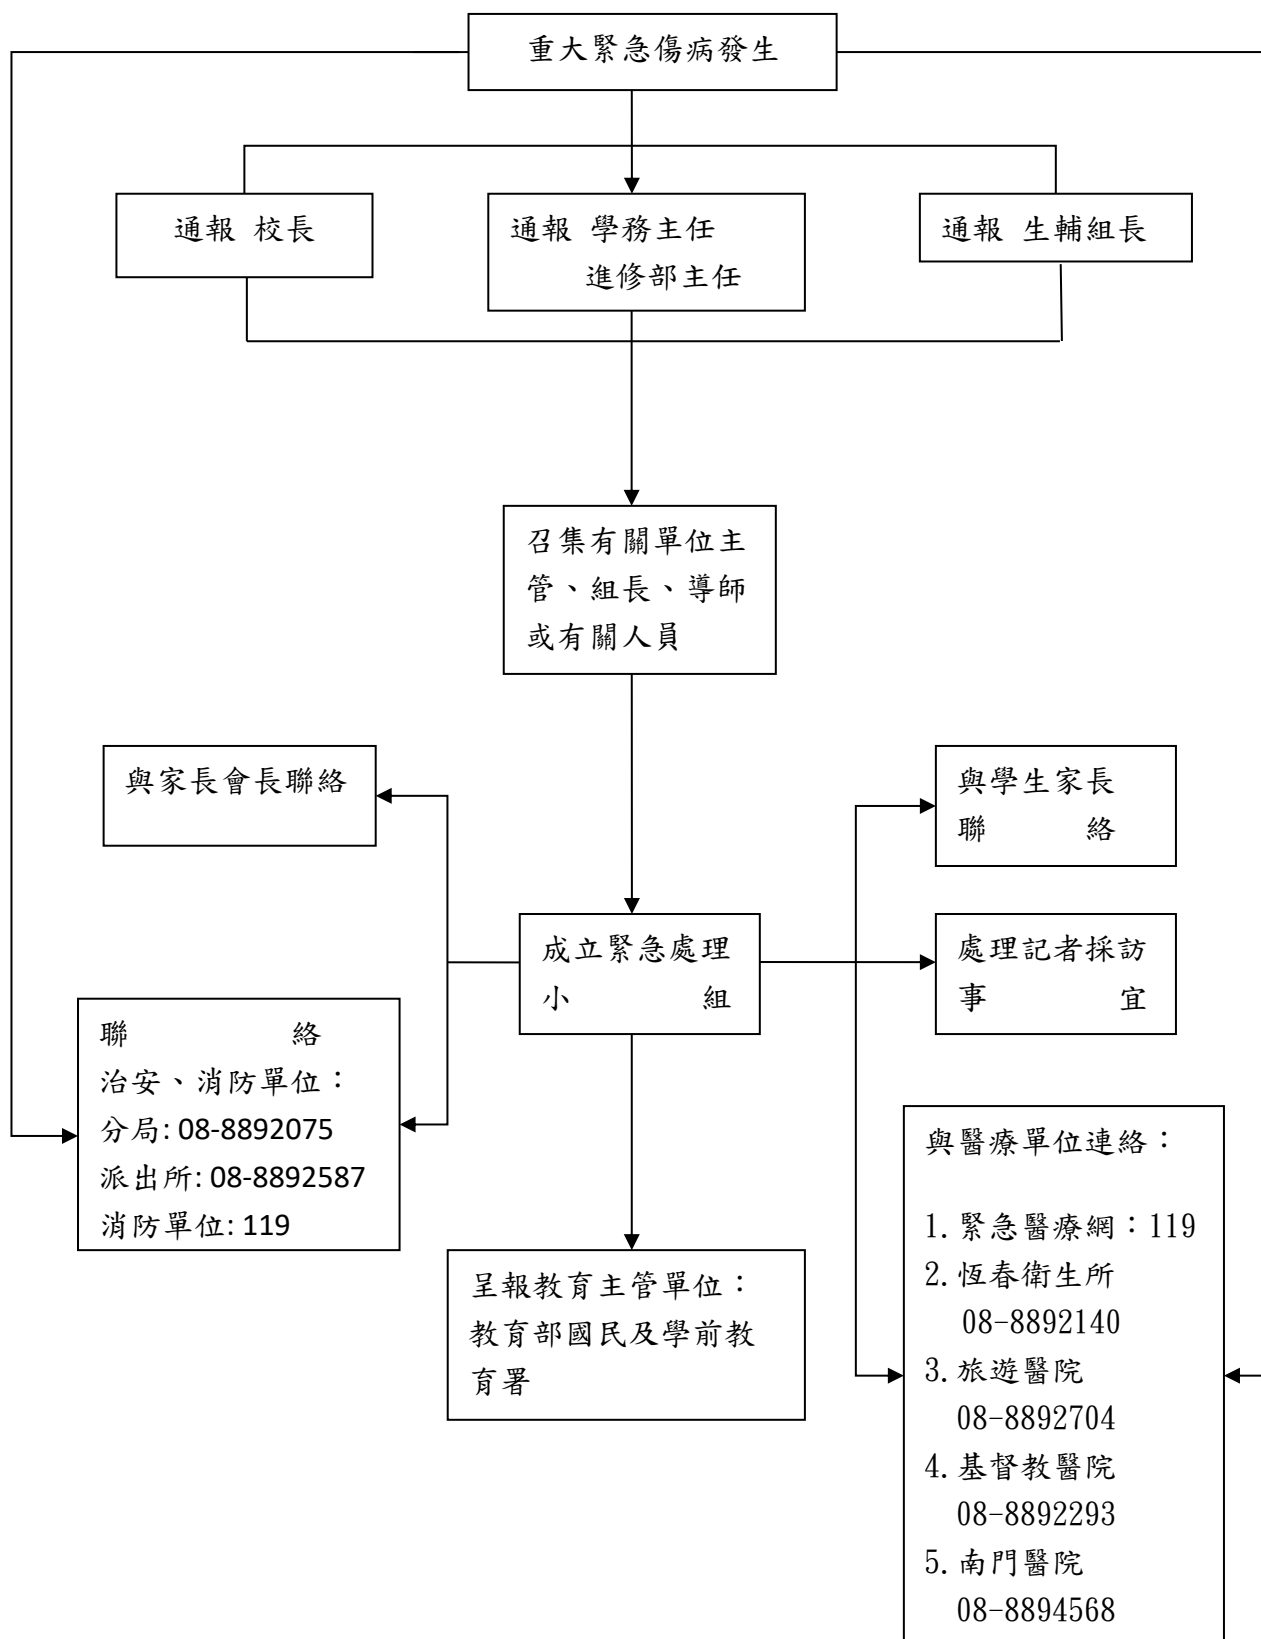 重大緊急傷病發生
通報 校長
通報 學務主任
進修部主任
通報 生輔組長
召集有關單位主
管、組長、導師
或有關人員
與家長會長聯絡
與學生家長
聯 絡
成立緊急處理
小 組
處理記者採訪
事 宜
聯 絡
治安、消防單位：
分局: 08-8892075
派出所: 08-8892587
消防單位: 119
呈報教育主管單位：
教育部國民及學前教
育署
與醫療單位連絡：
1. 緊急醫療網：119
2. 恆春衛生所
08-8892140
3. 旅遊醫院
08-8892704
4. 基督教醫院
08-8892293
5. 南門醫院
08-8894568